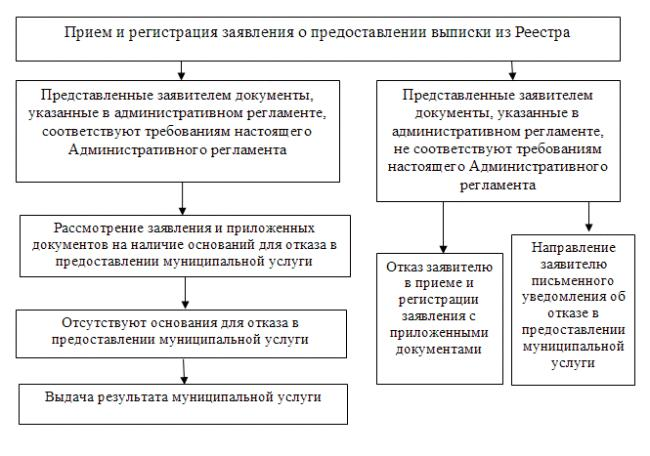 Прием и регистрация заявления о предоставлении выписки из Реестра
Представленные заявителем документы,
указанные в административном регламенте,
соответствуют требованиям настоящего
Административного регламента
Представленные заявителем
документы, указанные в
административном регламенте,
не соответствуют требованиям
настоящего Административного
регламента
Рассмотрение заявления и приложенных
документов на наличие оснований для отказа в
предоставлении муниципальной услуги
Отсутствуют основания для отказа в
предоставлении муниципальной услуги
Выдача результата муниципальной услуги
Отказ заявителю
в приеме и
регистрации
заявления с
приложенными
документами
Направление
заявителю
письменного
уведомления об
отказе в
предоставлении
муниципальной
услуги